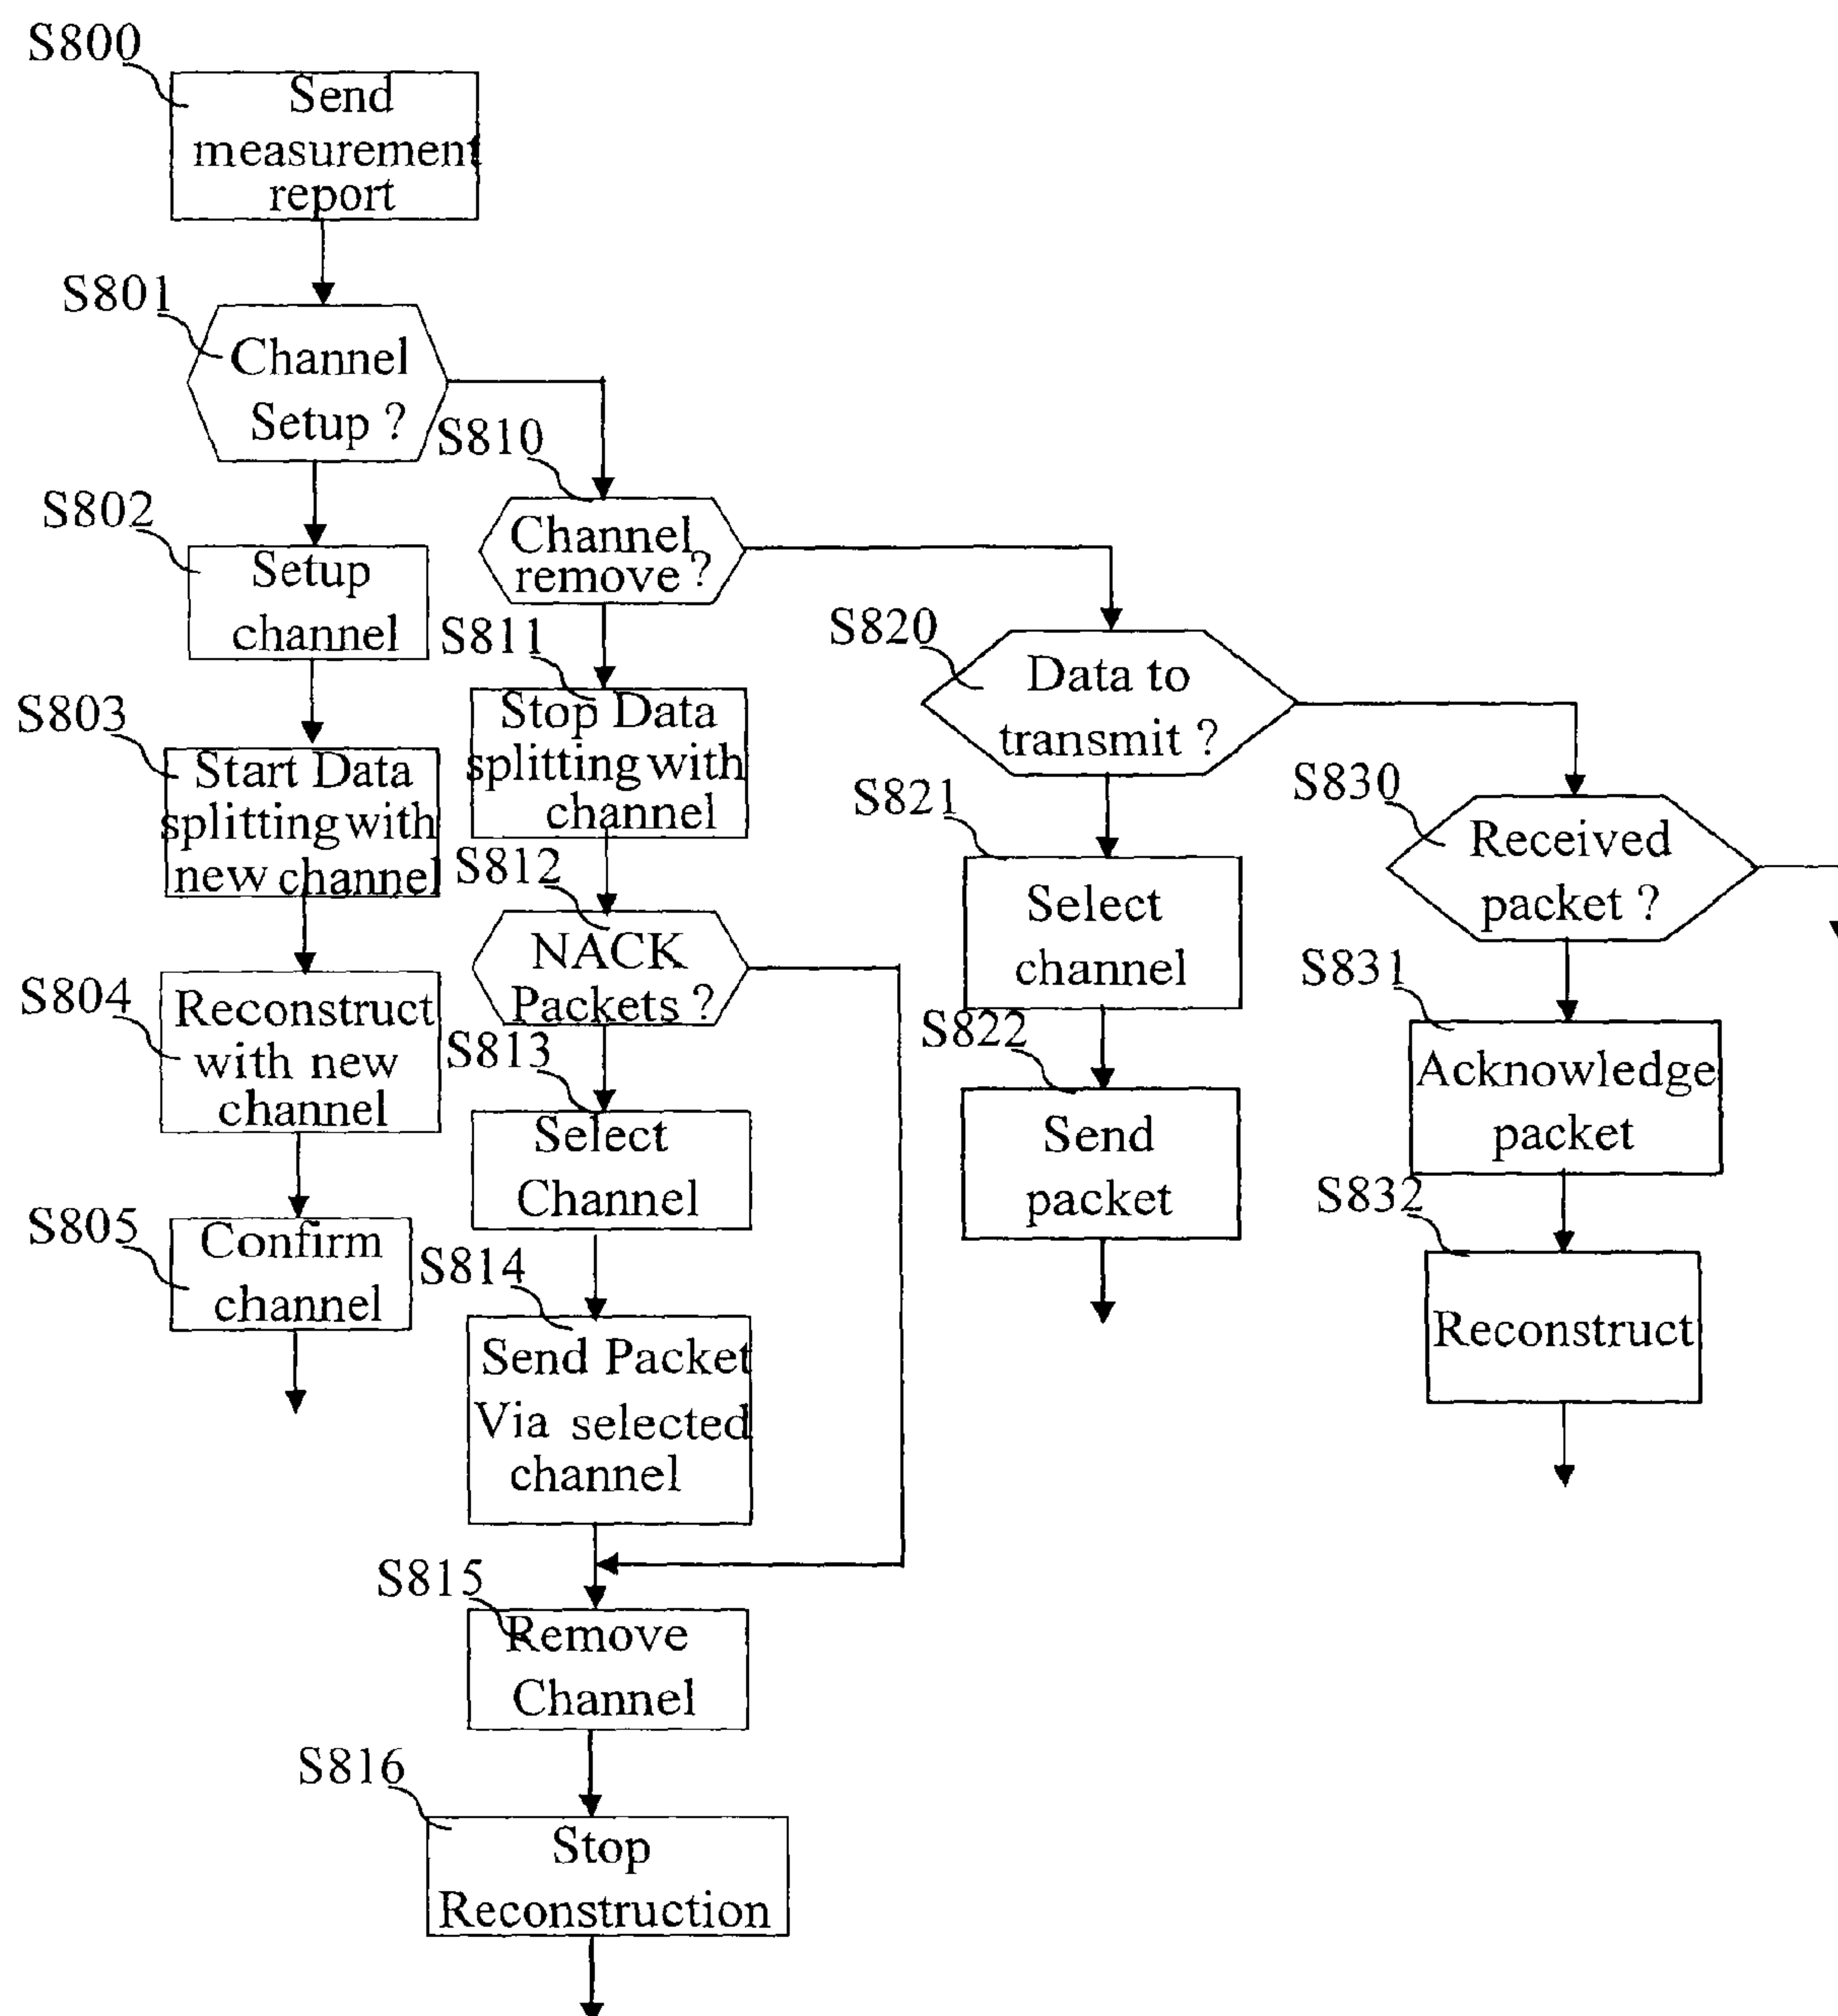 S800
Send
measurement
report
S801
Channel
Setup ?
S802
Setup
channel
S803
Start Data
splitting with
new channel
S804
Reconstruct
with new
channel
S805
Confirm
channel
S810
Channel
remove ?
S811
Stop Data
splitting with
channel
S812
NACK
Packets ?
S813
Select
Channel
S814
Send Packet
Via selected
channel
S815
Remove
Channel
S816
Stop
Reconstruction
S820
Data to
transmit ?
S821
Select
channel
S822
Send
packet
S830
Received
packet ?
S831
Acknowledge
packet
S832
Reconstruct